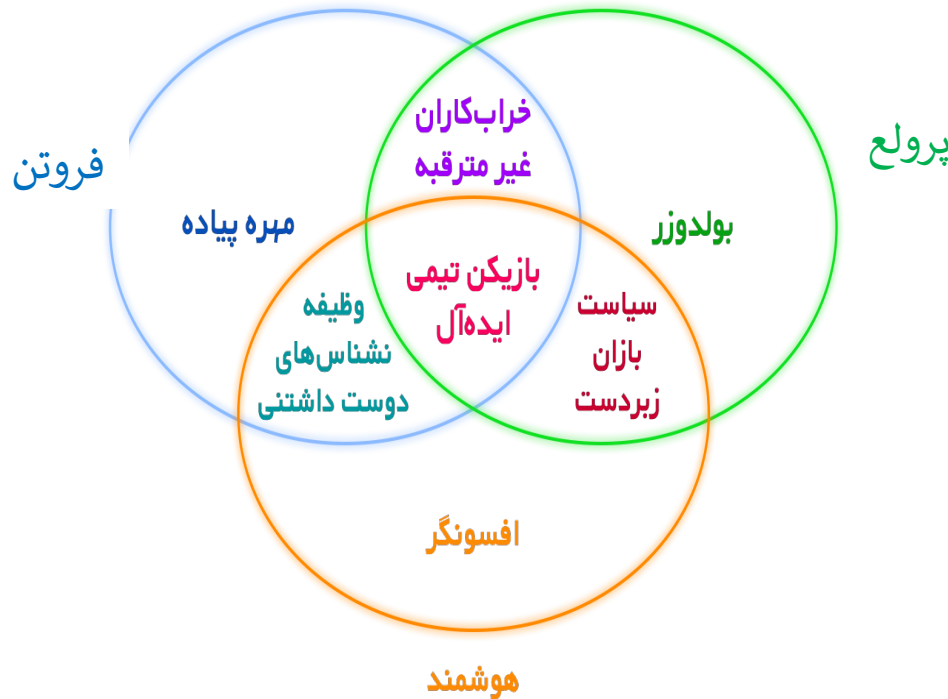 خراب‌کاران
غیر مترقبه
پرولع
فروتن
مهره پیاده
بولدوزر
بازیکن تیمی
ایده‌آل
وظیفه
نشناس‌های
دوست داشتنی
سیاست
بازان
زبردست
افسونگر
هوشمند